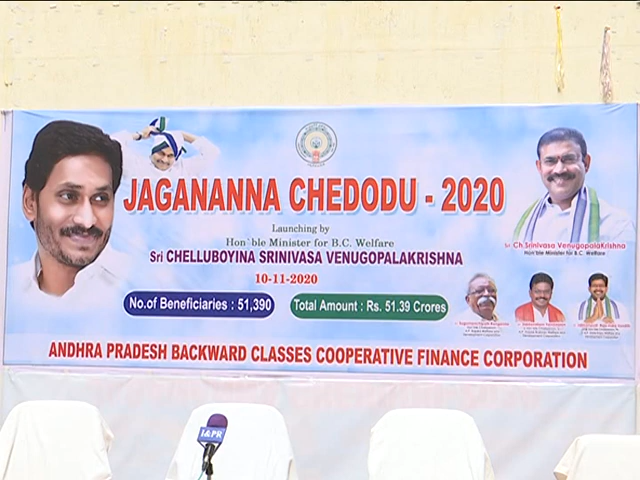 JAGANANNA CHEDODU - 2020
Launching by
Hon`ble Minister for B.C. Welfare
Sri CHELLUBOYINA SRINIVASA VENUGOPALAKRISHNA
10-11-2020
Sri Ch.Srinivasa VenugopalaKrishna
Hon'ble Minister for B.C. Welfare
No.of Beneficiaries : 51,390
Total Amount : Rs. 51.39 Crores
ANDHRA PRADESH BACKWARD CLASSES COOPERATIVE FINANCE CORPORATION
I&PR